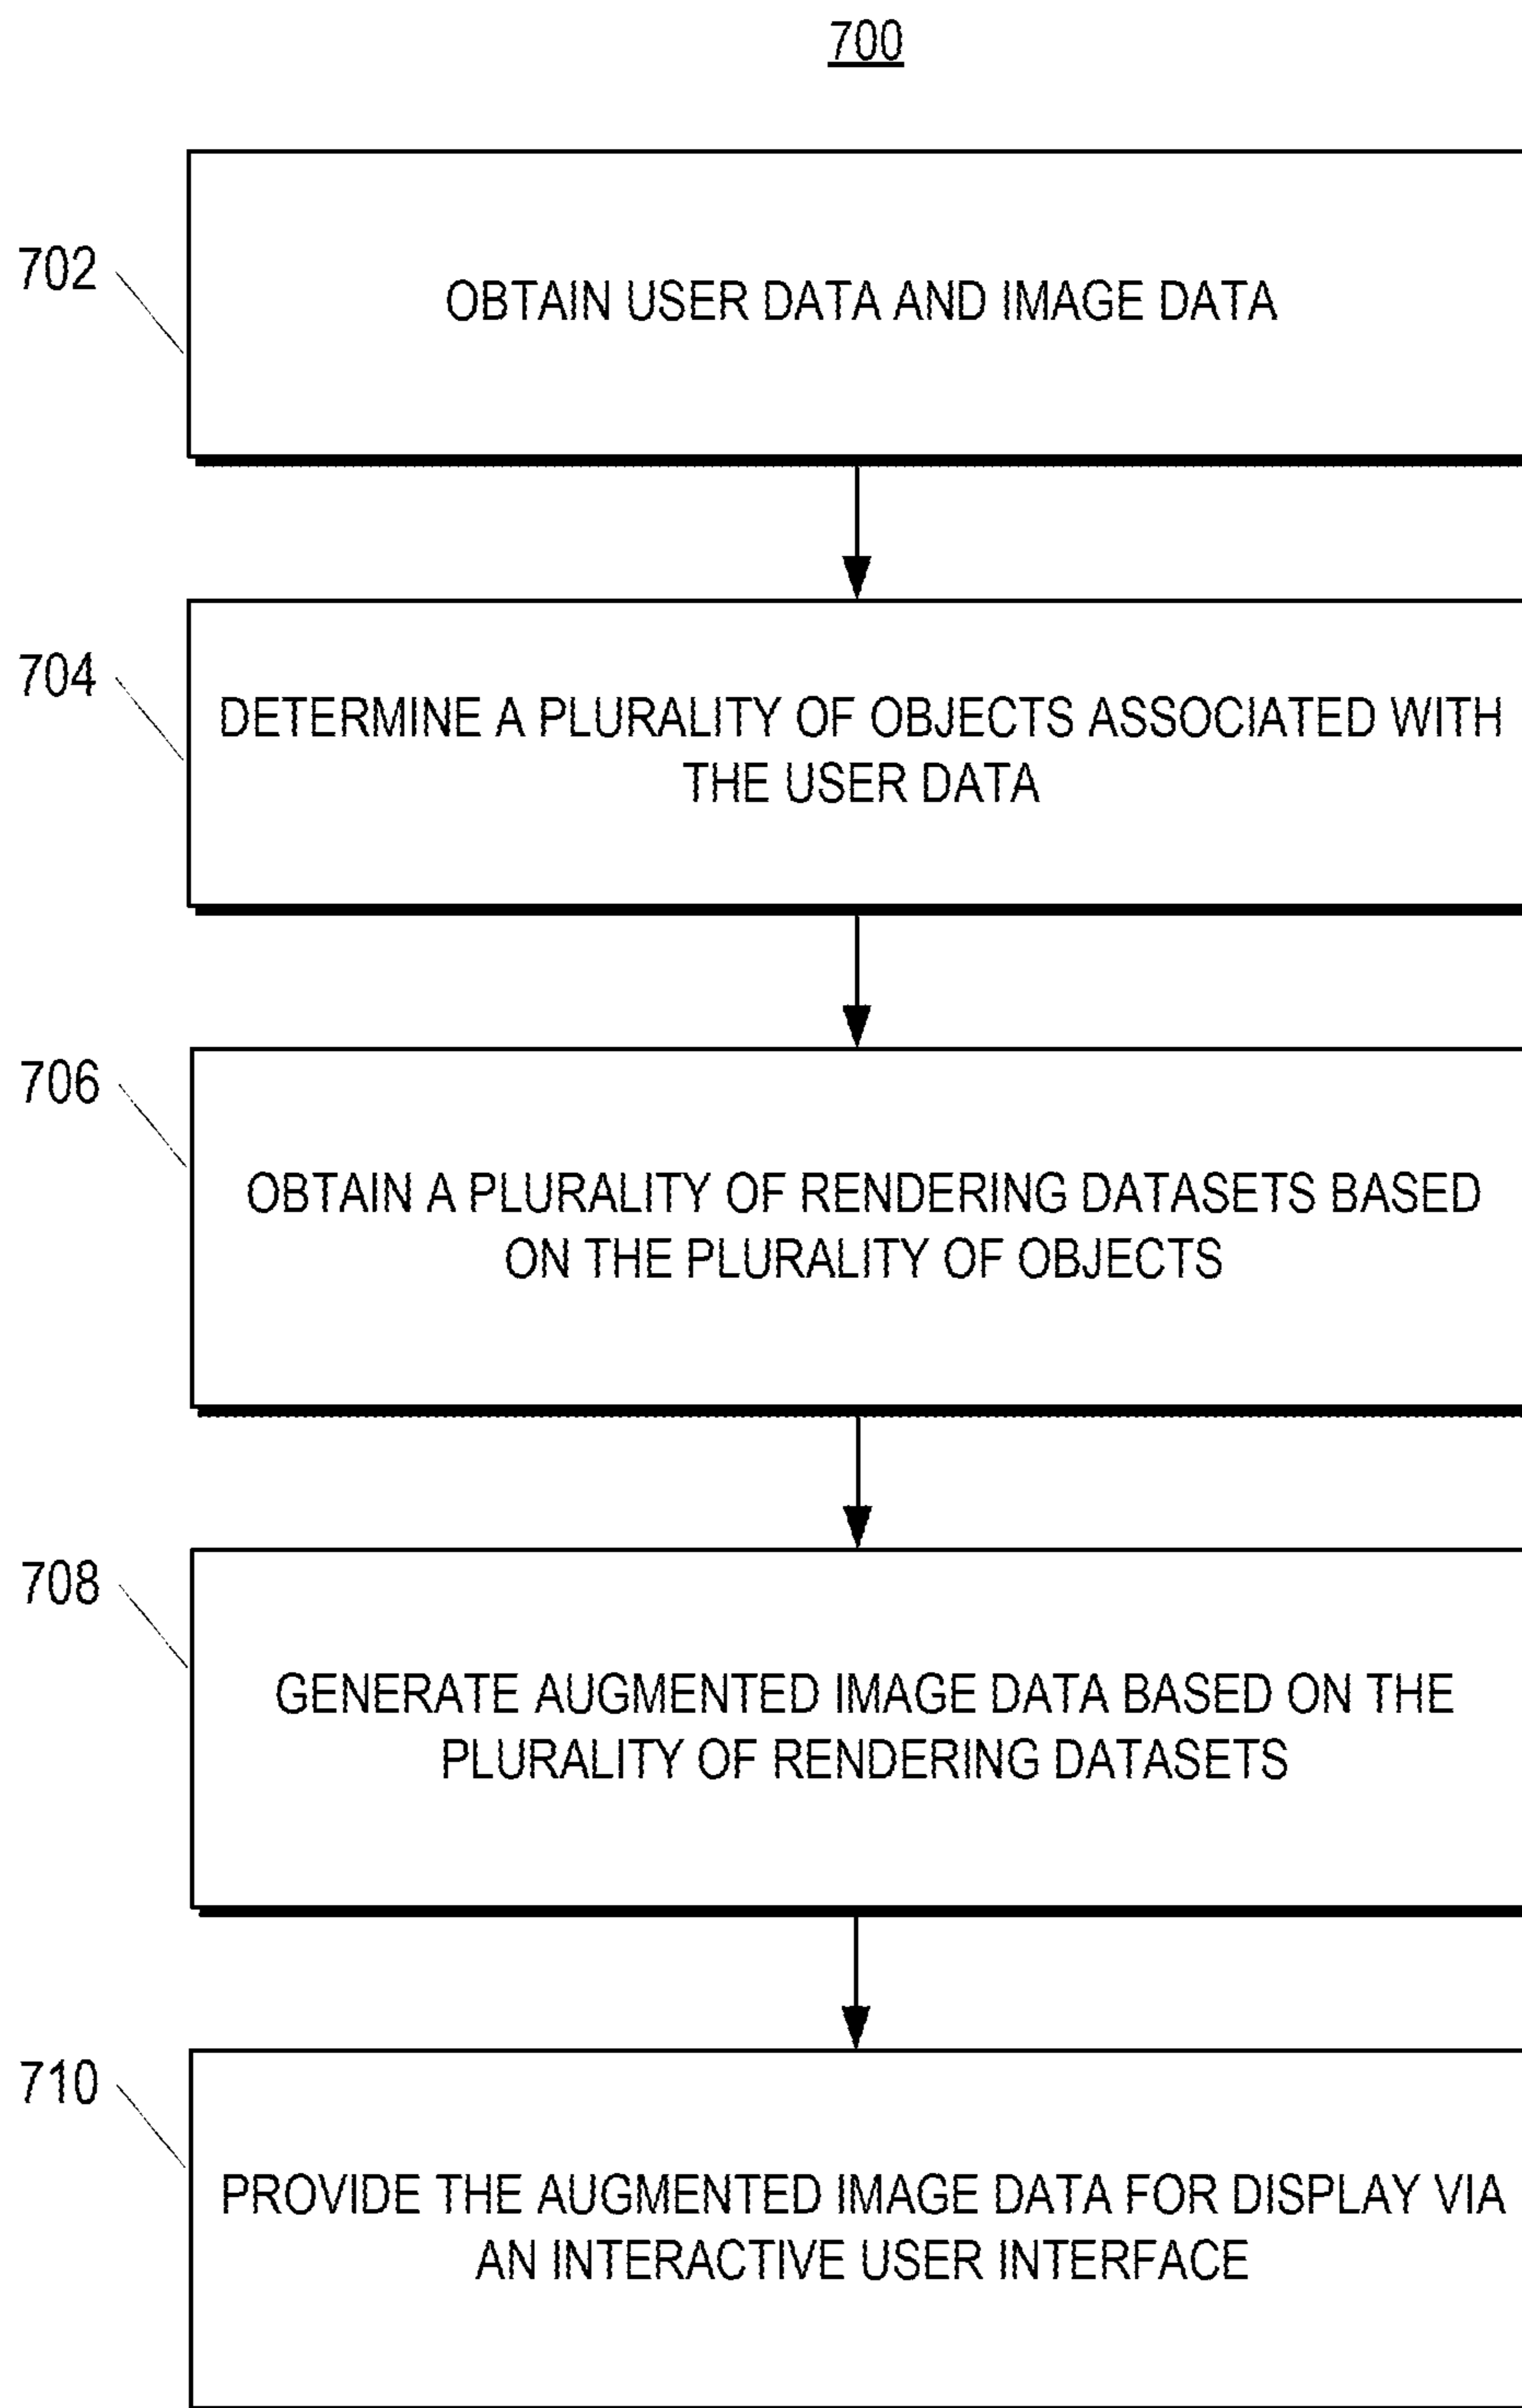 700
702
OBTAIN USER DATA AND IMAGE DATA
704
DETERMINE A PLURALITY OF OBJECTS ASSOCIATED WITH
THE USER DATA
706
OBTAIN A PLURALITY OF RENDERING DATASETS BASED
ON THE PLURALITY OF OBJECTS
708
GENERATE AUGMENTED IMAGE DATA BASED ON THE
PLURALITY OF RENDERING DATASETS
710
PROVIDE THE AUGMENTED IMAGE DATA FOR DISPLAY VIA
AN INTERACTIVE USER INTERFACE